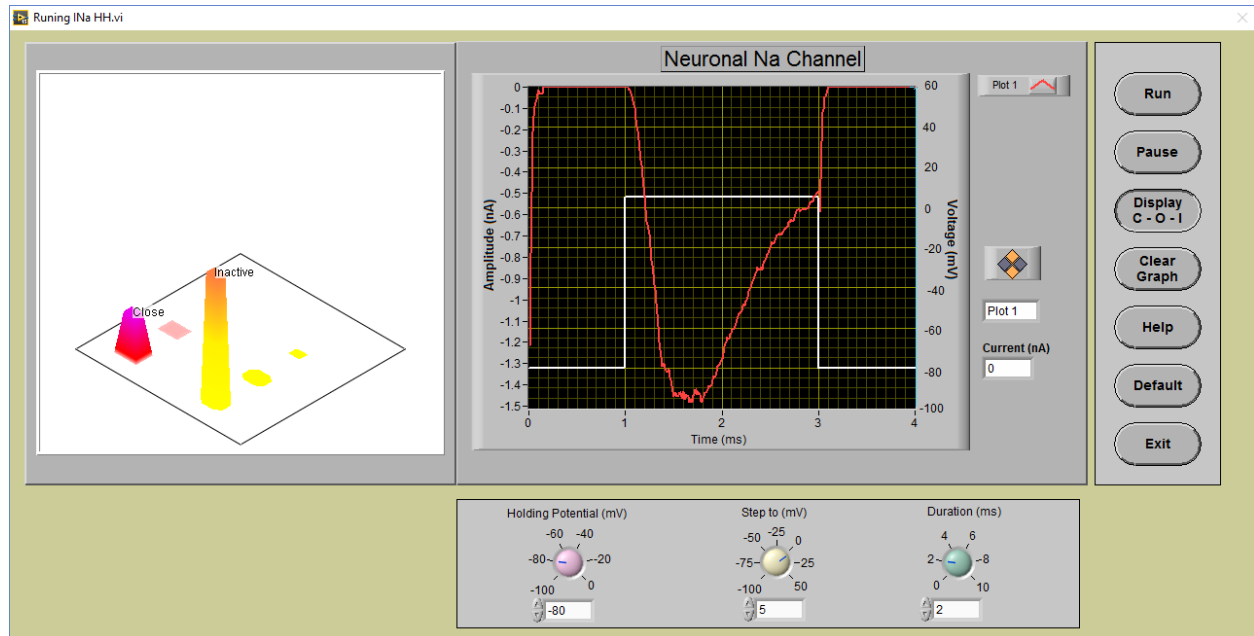 Runing INa HH.vi
Neuronal Na Channel
Plot 1
0
-0.1
-0.2
-0.3
-0.4
-0.5
-0.6
-0.7
-0.8
-0.9
-1
-1.1
-1.2
-1.3
-1.4
-1.5
Amplitude (nA)
60
40
20
0
-20
-40
-60
-80
-100
Voltage (mV)
0 1 2 3 4
Time (ms)
Inactive
Close
Plot 1
Current (nA)
0
Run
Pause
Display
C - O - I
Clear
Graph
Help
Default
Exit
Holding Potential (mV)
-60 -40
-80 -20
-100 0
-80
Step to (mV)
-25
-50 0
-75 -25
-100 50
5
Duration (ms)
4 6
2 -8
0 10
2